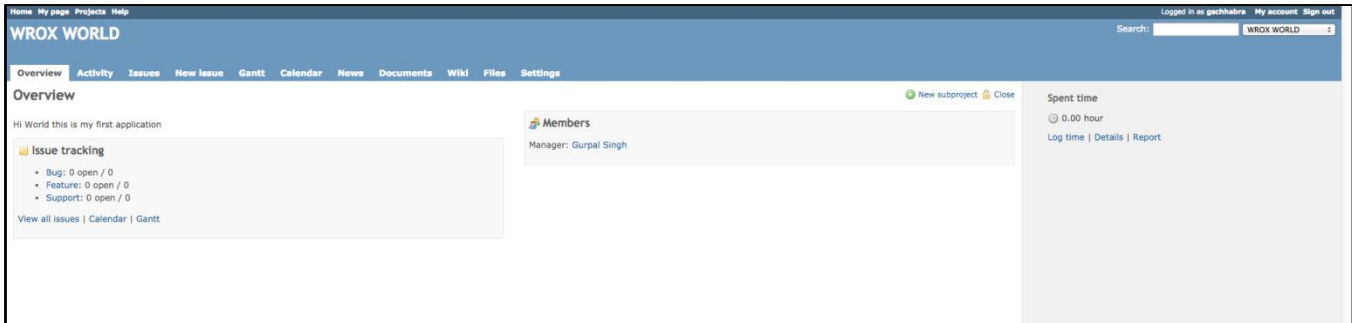 Home My page Projects Help
Logged in as gschhabra My account Sign out
WROX WORLD
Search:
WROX WORLD
Overview Activity Issues New issue Gantt Calendar News Documents Wiki Files Settings
Overview
New subproject Close
Hi World this is my first application
Issue tracking
Bug: 0 open / 0
Feature: 0 open / 0
Support: 0 open / 0
View all issues | Calendar | Gantt
Members
Manager: Gurpal Singh
Spent time
0.00 hour
Log time | Details | Report